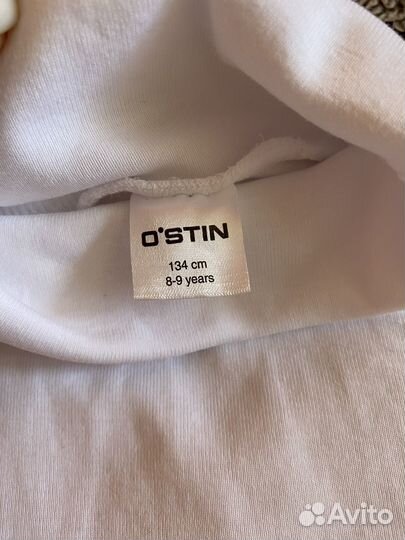 O'STIN
134 cm
8-9 years
Avito